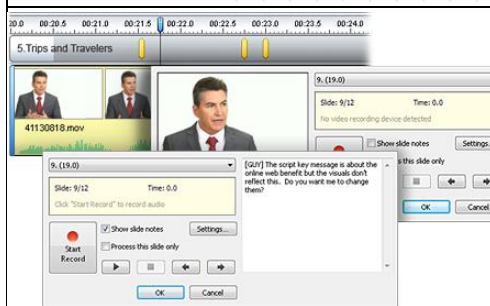 20.0 00:20.5 00:21.0 00:21.5 00:22.0 00:22.5 00:23.0 00:23.5 00:24.0
5.Trips and Travelers
41130818.mov
9. (19.0)
Slide: 9/12 Time: 0.0
No video recording device detected
Show slide notes Settings...
this slide only
OK Cancel
9. (19.0)
Slide: 9/12 Time: 0.0
Click "Start Record" to record audio
Start
Record
Show slide notes Settings...
Process this slide only
OK Cancel
[GUY] The script key message is about the
online web benefit but the visuals don't
reflect this. Do you want me to change
them?